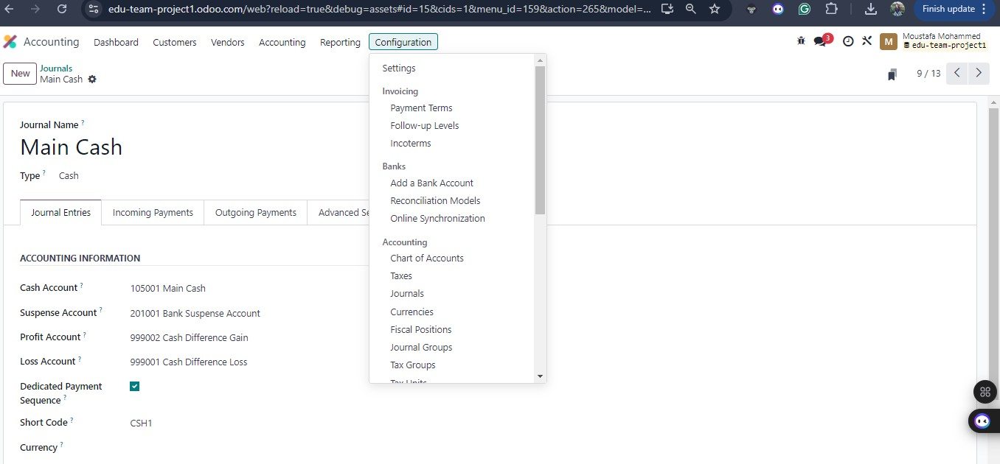 edu-team-project1.odoo.com/web?reload=true&debug=assets#id=15&cids=1&menu_id=159&action=265&model=...
Finish update
Accounting Dashboard Customers Vendors Accounting Reporting Configuration
3
M
Moustafa Mohammed
edu-team-project1
New
Journals
Main Cash
9 / 13
Settings
Invoicing
Payment Terms
Follow-up Levels
Incoterms
Banks
Add a Bank Account
Reconciliation Models
Online Synchronization
Accounting
Chart of Accounts
Taxes
Journals
Currencies
Fiscal Positions
Journal Groups
Tax Groups
Tax Units
Journal Name ?
Main Cash
Type ? Cash
Journal Entries Incoming Payments Outgoing Payments Advanced Se
ACCOUNTING INFORMATION
Cash Account ? 105001 Main Cash
Suspense Account ? 201001 Bank Suspense Account
Profit Account ? 999002 Cash Difference Gain
Loss Account ? 999001 Cash Difference Loss
Dedicated Payment
Sequence ?
Short Code ? CSH1
Currency ?